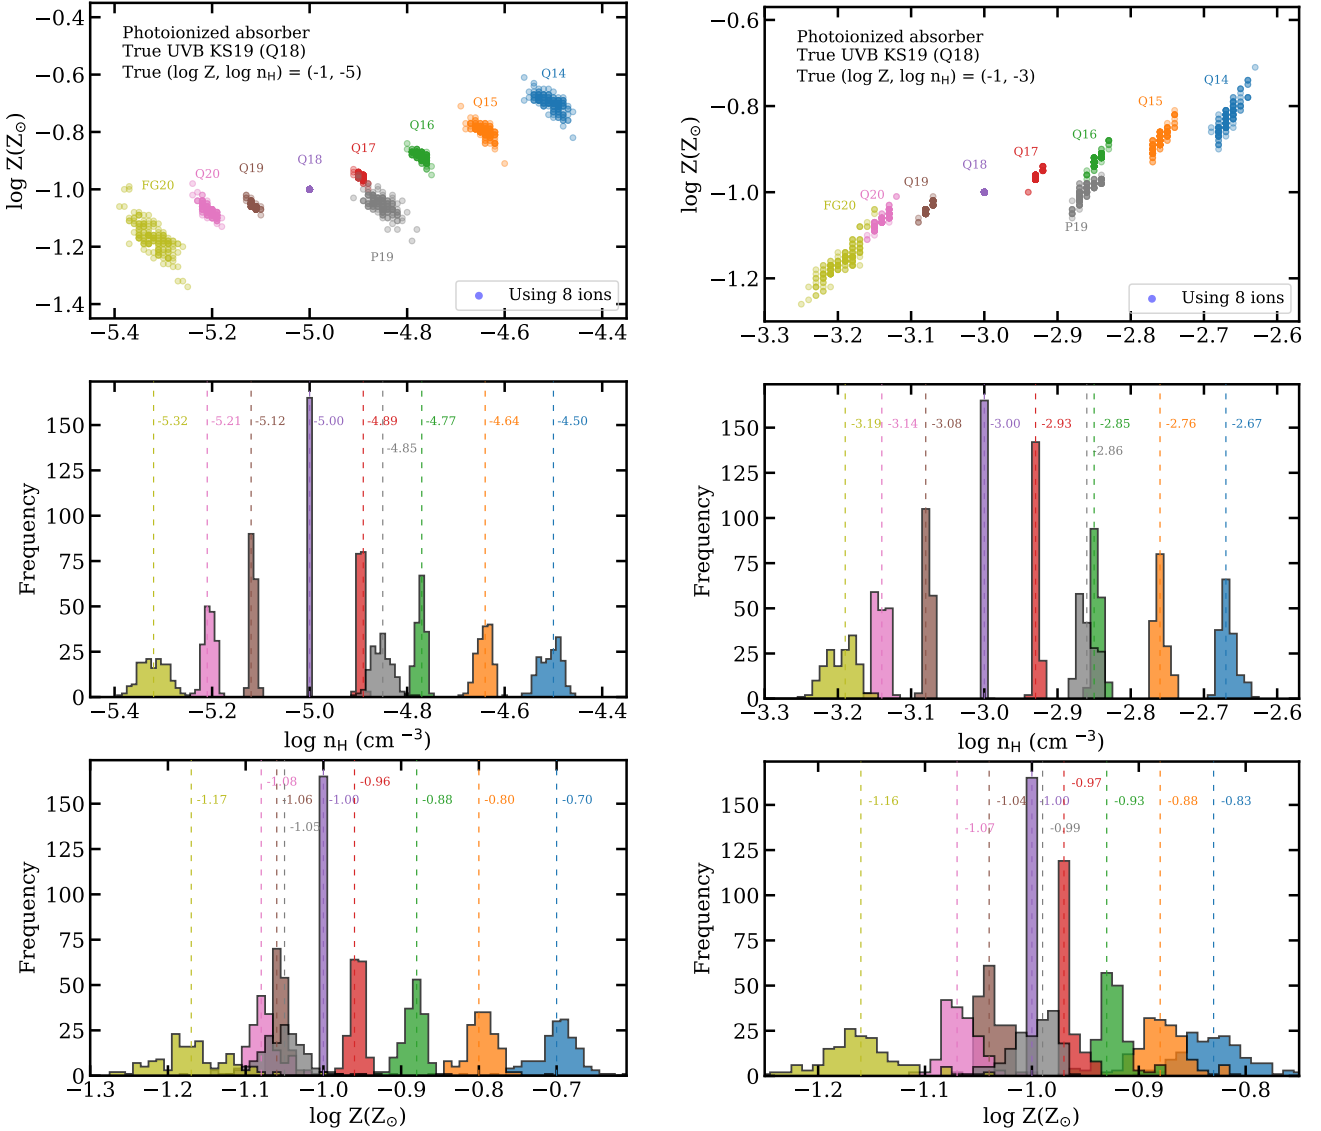 Photoionized absorber
True UVB KS19 (Q18)
True (log Z, log n_H) = (-1, -5)
Q14
Q15
Q16
Q17
Q18
Q19
Q20
FG20
P19
Using 8 ions
log Z(Z⊙)
−0.4
−0.6
−0.8
−1.0
−1.2
−1.4
−5.4 −5.2 −5.0 −4.8 −4.6 −4.4
Photoionized absorber
True UVB KS19 (Q18)
True (log Z, log n_H) = (-1, -3)
Q14
Q15
Q16
Q17
Q18
Q19
Q20
FG20
P19
Using 8 ions
log Z(Z⊙)
−0.6
−0.8
−1.0
−1.2
−3.3 −3.2 −3.1 −3.0 −2.9 −2.8 −2.7 −2.6
-5.32 -5.21 -5.12 -5.00 -4.89 -4.77 -4.64 -4.50
-4.85
Frequency
150
125
100
75
50
25
0
−5.4 −5.2 −5.0 −4.8 −4.6 −4.4
log n_H (cm ⁻³)
-3.19 -3.14 -3.08 -3.00 -2.93 -2.85 -2.76 -2.67
-2.86
Frequency
150
125
100
75
50
25
0
−3.3 −3.2 −3.1 −3.0 −2.9 −2.8 −2.7 −2.6
log n_H (cm ⁻³)
-1.08 -0.96
-1.17 -1.06 -1.00 -0.88 -0.80 -0.70
-1.05
Frequency
150
125
100
75
50
25
0
−1.3 −1.2 −1.1 −1.0 −0.9 −0.8 −0.7
log Z(Z⊙)
-0.97
-1.16 -1.04 -1.00 -0.93 -0.88 -0.83
-1.07 -0.99
Frequency
150
125
100
75
50
25
0
−1.2 −1.1 −1.0 −0.9 −0.8
log Z(Z⊙)